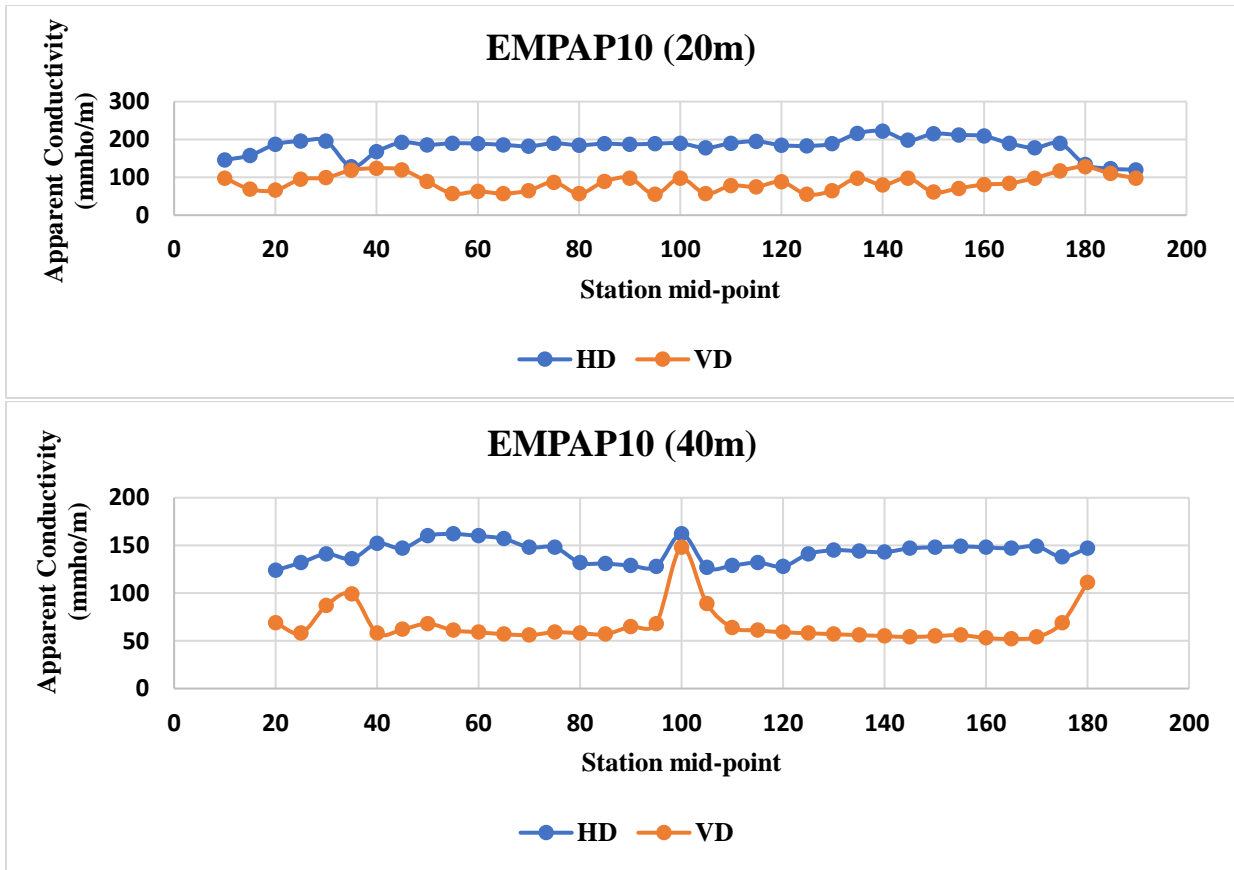 EMPAP10 (20m)
Apparent Conductivity
(mmho/m)
300
200
100
0
0 20 40 60 80 100 120 140 160 180 200
Station mid-point
HD VD
EMPAP10 (40m)
Apparent Conductivity
(mmho/m)
200
150
100
50
0
0 20 40 60 80 100 120 140 160 180 200
Station mid-point
HD VD